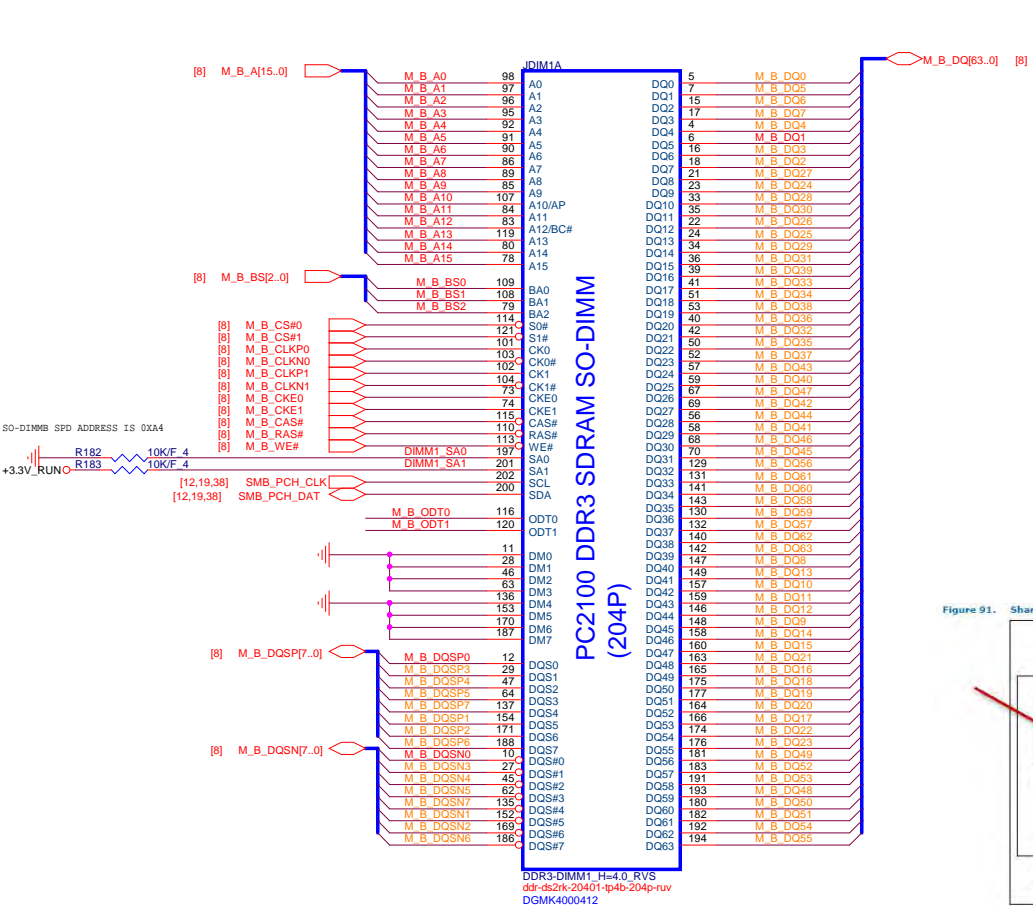 JDIM1A
[8] M_B_A[15..0]
M_B_A0 98 A0
M_B_A1 97 A1
M_B_A2 96 A2
M_B_A3 95 A3
M_B_A4 92 A4
M_B_A5 91 A5
M_B_A6 90 A6
M_B_A7 86 A7
M_B_A8 89 A8
M_B_A9 85 A9
M_B_A10 107 A10/AP
M_B_A11 84 A11
M_B_A12 83 A12/BC#
M_B_A13 119 A13
M_B_A14 80 A14
M_B_A15 78 A15
[8] M_B_BS[2..0]
M_B_BS0 109 BA0
M_B_BS1 108 BA1
M_B_BS2 79 BA2
[8] M_B_CS#0 114 S0#
[8] M_B_CS#1 121 S1#
[8] M_B_CLKP0 101 CK0
[8] M_B_CLKN0 103 CK0#
[8] M_B_CLKP1 102 CK1
[8] M_B_CLKN1 104 CK1#
[8] M_B_CKE0 73 CKE0
[8] M_B_CKE1 74 CKE1
[8] M_B_CAS# 115 CAS#
[8] M_B_RAS# 110 RAS#
[8] M_B_WE# 113 WE#
SO-DIMMB SPD ADDRESS IS 0XA4
R182 10K/F_4 DIMM1_SA0 197 SA0
+3.3V_RUN R183 10K/F_4 DIMM1_SA1 201 SA1
[12,19,38] SMB_PCH_CLK 202 SCL
[12,19,38] SMB_PCH_DAT 200 SDA
M_B_ODT0 116 ODT0
M_B_ODT1 120 ODT1
11 DM0
28 DM1
46 DM2
63 DM3
136 DM4
153 DM5
170 DM6
187 DM7
[8] M_B_DQSP[7..0]
M_B_DQSP0 12 DQS0
M_B_DQSP3 29 DQS1
M_B_DQSP4 47 DQS2
M_B_DQSP5 64 DQS3
M_B_DQSP7 137 DQS4
M_B_DQSP1 154 DQS5
M_B_DQSP2 171 DQS6
M_B_DQSP6 188 DQS7
[8] M_B_DQSN[7..0]
M_B_DQSN0 10 DQS#0
M_B_DQSN3 27 DQS#1
M_B_DQSN4 45 DQS#2
M_B_DQSN5 62 DQS#3
M_B_DQSN7 135 DQS#4
M_B_DQSN1 152 DQS#5
M_B_DQSN2 169 DQS#6
M_B_DQSN6 186 DQS#7
PC2100 DDR3 SDRAM SO-DIMM
(204P)
M_B_DQ[63..0] [8]
DQ0 5 M_B_DQ0
DQ1 7 M_B_DQ5
DQ2 15 M_B_DQ6
DQ3 17 M_B_DQ7
DQ4 4 M_B_DQ4
DQ5 6 M_B_DQ1
DQ6 16 M_B_DQ3
DQ7 18 M_B_DQ2
DQ8 21 M_B_DQ27
DQ9 23 M_B_DQ24
DQ10 33 M_B_DQ28
DQ11 35 M_B_DQ30
DQ12 22 M_B_DQ26
DQ13 24 M_B_DQ25
DQ14 34 M_B_DQ29
DQ15 36 M_B_DQ31
DQ16 39 M_B_DQ39
DQ17 41 M_B_DQ33
DQ18 51 M_B_DQ34
DQ19 53 M_B_DQ38
DQ20 40 M_B_DQ36
DQ21 42 M_B_DQ32
DQ22 50 M_B_DQ35
DQ23 52 M_B_DQ37
DQ24 57 M_B_DQ43
DQ25 59 M_B_DQ40
DQ26 67 M_B_DQ42
DQ27 69 M_B_DQ47
DQ28 56 M_B_DQ44
DQ29 58 M_B_DQ41
DQ30 68 M_B_DQ46
DQ31 70 M_B_DQ45
DQ32 129 M_B_DQ56
DQ33 131 M_B_DQ61
DQ34 141 M_B_DQ60
DQ35 143 M_B_DQ58
DQ36 130 M_B_DQ59
DQ37 132 M_B_DQ57
DQ38 140 M_B_DQ62
DQ39 142 M_B_DQ63
DQ40 147 M_B_DQ8
DQ41 149 M_B_DQ13
DQ42 157 M_B_DQ10
DQ43 159 M_B_DQ11
DQ44 146 M_B_DQ12
DQ45 148 M_B_DQ9
DQ46 158 M_B_DQ14
DQ47 160 M_B_DQ15
DQ48 163 M_B_DQ21
DQ49 165 M_B_DQ16
DQ50 175 M_B_DQ18
DQ51 177 M_B_DQ19
DQ52 164 M_B_DQ20
DQ53 166 M_B_DQ17
DQ54 174 M_B_DQ22
DQ55 176 M_B_DQ23
DQ56 181 M_B_DQ49
DQ57 183 M_B_DQ52
DQ58 191 M_B_DQ53
DQ59 193 M_B_DQ48
DQ60 180 M_B_DQ50
DQ61 182 M_B_DQ51
DQ62 192 M_B_DQ54
DQ63 194 M_B_DQ55
DDR3-DIMM1_H=4.0_RVS
ddr-ds2rk-20401-tp4b-204p-ruv
DGMK4000412
Figure 91. Shar